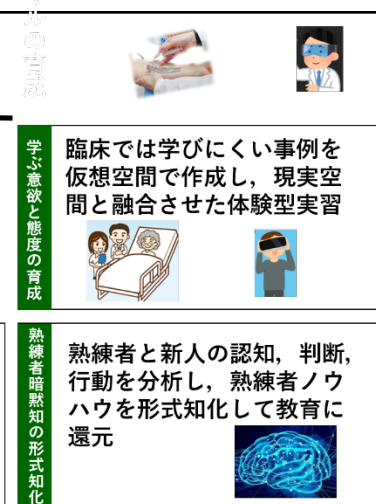 ルの育成
学ぶ意欲と態度の育成
臨床では学びにくい事例を
仮想空間で作成し，現実空
間と融合させた体験型実習
熟練者暗黙知の形式知化
熟練者と新人の認知，判断，
行動を分析し，熟練者ノウ
ハウを形式知化して教育に
還元